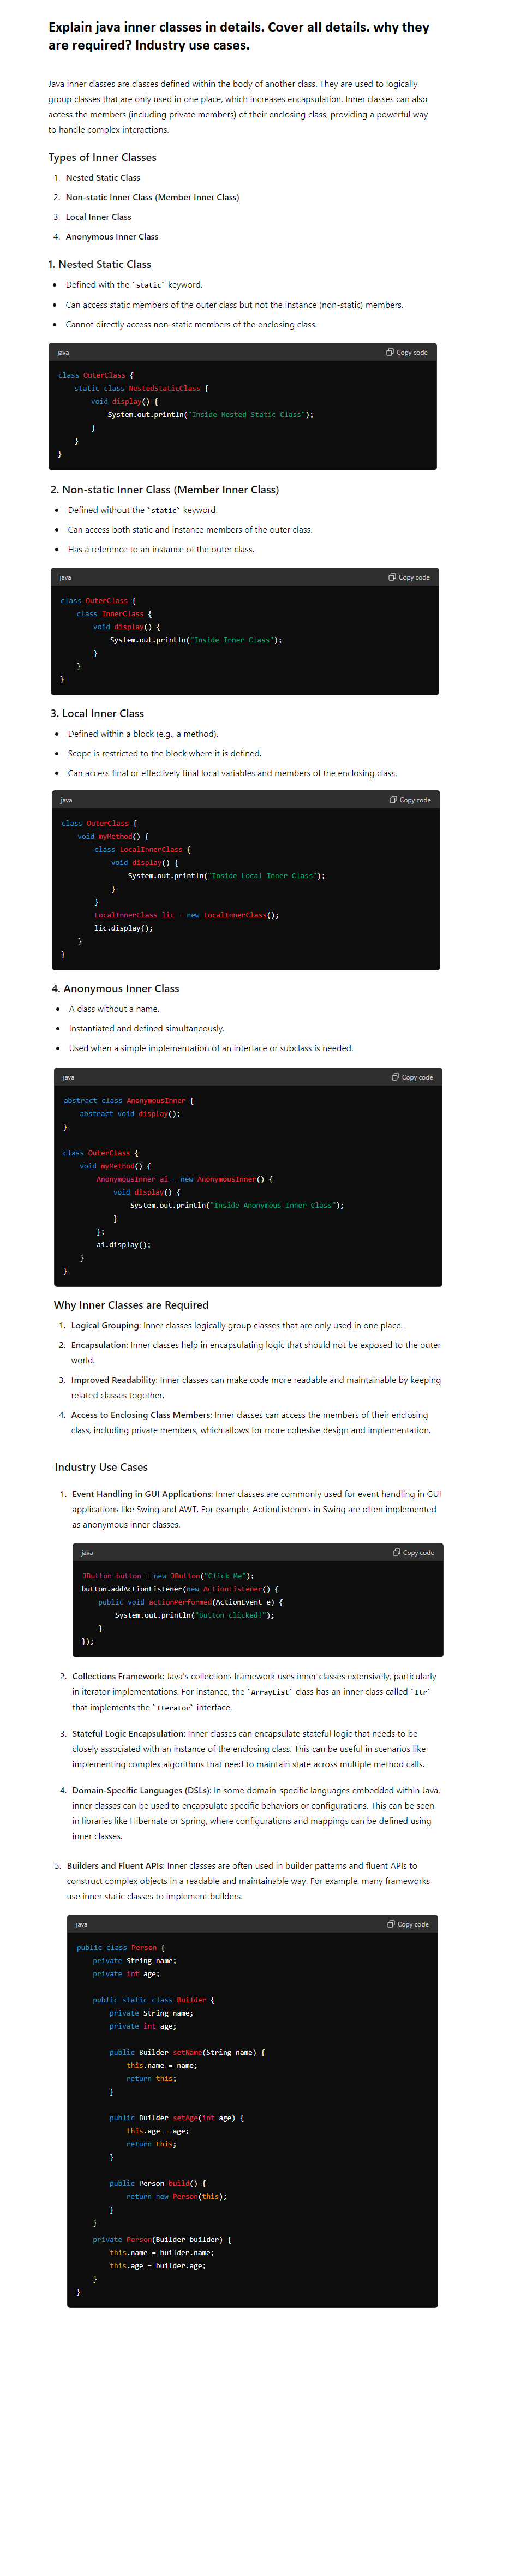 Explain java inner classes in details. Cover all details. why they
are required? Industry use cases.
Java inner classes are classes defined within the body of another class. They are used to logically
group classes that are only used in one place, which increases encapsulation. Inner classes can also
access the members (including private members) of their enclosing class, providing a powerful way
to handle complex interactions.
Types of Inner Classes
1. Nested Static Class
2. Non-static Inner Class (Member Inner Class)
3. Local Inner Class
4. Anonymous Inner Class
1. Nested Static Class
• Defined with the `static` keyword.
• Can access static members of the outer class but not the instance (non-static) members.
• Cannot directly access non-static members of the enclosing class.
java Copy code
class OuterClass {
static class NestedStaticClass {
void display() {
System.out.println("Inside Nested Static Class");
}
}
}
2. Non-static Inner Class (Member Inner Class)
• Defined without the `static` keyword.
• Can access both static and instance members of the outer class.
• Has a reference to an instance of the outer class.
java Copy code
class OuterClass {
class InnerClass {
void display() {
System.out.println("Inside Inner Class");
}
}
}
3. Local Inner Class
• Defined within a block (e.g., a method).
• Scope is restricted to the block where it is defined.
• Can access final or effectively final local variables and members of the enclosing class.
java Copy code
class OuterClass {
void myMethod() {
class LocalInnerClass {
void display() {
System.out.println("Inside Local Inner Class");
}
}
LocalInnerClass lic = new LocalInnerClass();
lic.display();
}
}
4. Anonymous Inner Class
• A class without a name.
• Instantiated and defined simultaneously.
• Used when a simple implementation of an interface or subclass is needed.
java Copy code
abstract class AnonymousInner {
abstract void display();
}
class OuterClass {
void myMethod() {
AnonymousInner ai = new AnonymousInner() {
void display() {
System.out.println("Inside Anonymous Inner Class");
}
};
ai.display();
}
}
Why Inner Classes are Required
1. Logical Grouping: Inner classes logically group classes that are only used in one place.
2. Encapsulation: Inner classes help in encapsulating logic that should not be exposed to the outer
world.
3. Improved Readability: Inner classes can make code more readable and maintainable by keeping
related classes together.
4. Access to Enclosing Class Members: Inner classes can access the members of their enclosing
class, including private members, which allows for more cohesive design and implementation.
Industry Use Cases
1. Event Handling in GUI Applications: Inner classes are commonly used for event handling in GUI
applications like Swing and AWT. For example, ActionListeners in Swing are often implemented
as anonymous inner classes.
java Copy code
JButton button = new JButton("Click Me");
button.addActionListener(new ActionListener() {
public void actionPerformed(ActionEvent e) {
System.out.println("Button clicked!");
}
});
2. Collections Framework: Java's collections framework uses inner classes extensively, particularly
in iterator implementations. For instance, the `ArrayList` class has an inner class called `Itr`
that implements the `Iterator` interface.
3. Stateful Logic Encapsulation: Inner classes can encapsulate stateful logic that needs to be
closely associated with an instance of the enclosing class. This can be useful in scenarios like
implementing complex algorithms that need to maintain state across multiple method calls.
4. Domain-Specific Languages (DSLs): In some domain-specific languages embedded within Java,
inner classes can be used to encapsulate specific behaviors or configurations. This can be seen
in libraries like Hibernate or Spring, where configurations and mappings can be defined using
inner classes.
5. Builders and Fluent APIs: Inner classes are often used in builder patterns and fluent APIs to
construct complex objects in a readable and maintainable way. For example, many frameworks
use inner static classes to implement builders.
java Copy code
public class Person {
private String name;
private int age;
public static class Builder {
private String name;
private int age;
public Builder setName(String name) {
this.name = name;
return this;
}
public Builder setAge(int age) {
this.age = age;
return this;
}
public Person build() {
return new Person(this);
}
}
private Person(Builder builder) {
this.name = builder.name;
this.age = builder.age;
}
}